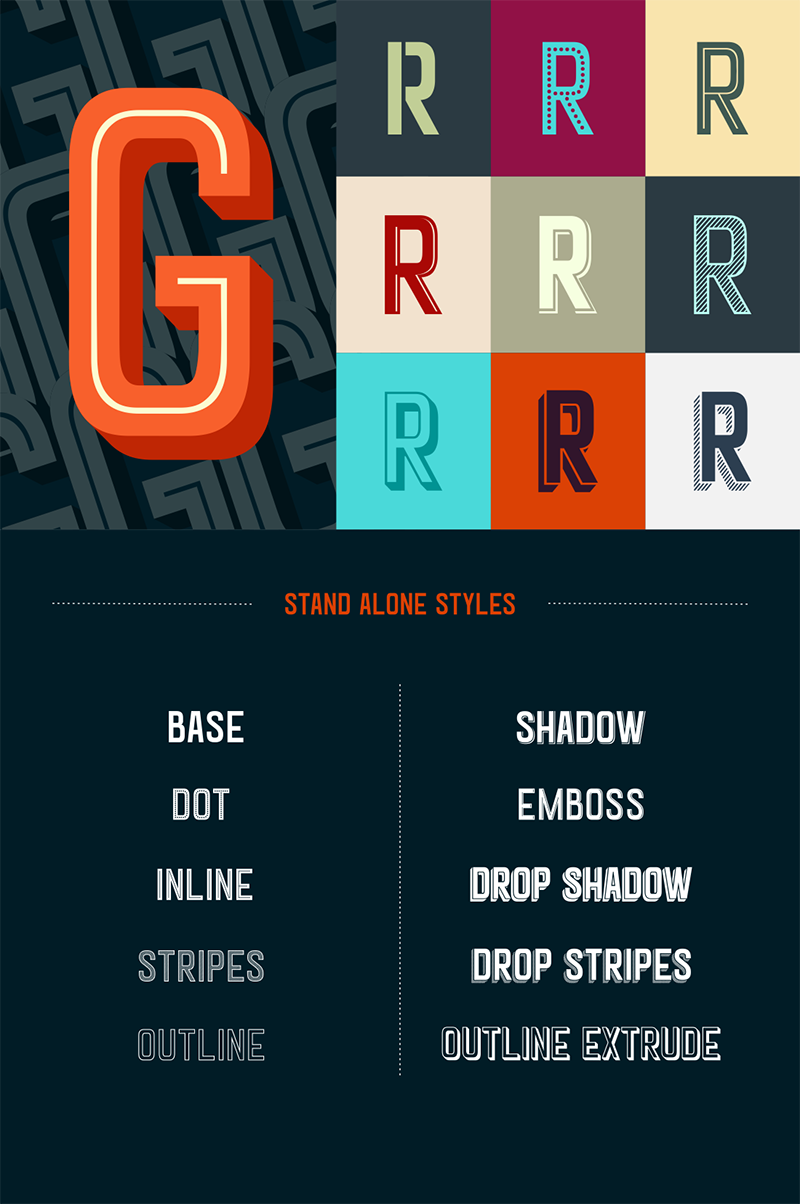 G
R R R
R R R
R R R
STAND ALONE STYLES
BASE
DOT
INLINE
STRIPES
OUTLINE
SHADOW
EMBOSS
DROP SHADOW
DROP STRIPES
OUTLINE EXTRUDE